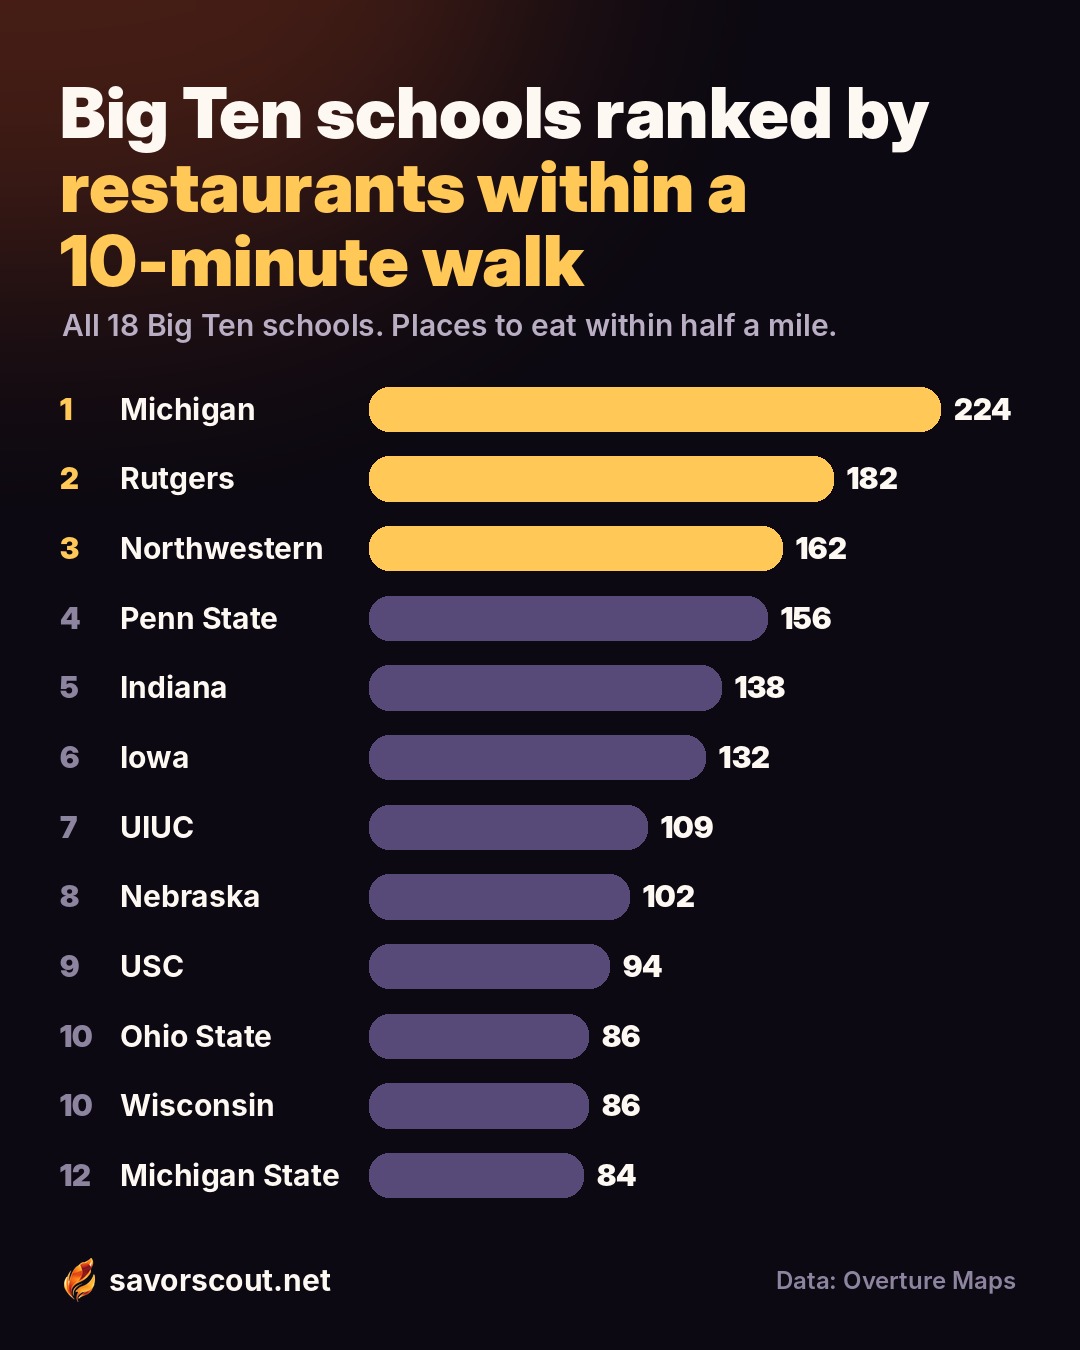 Big Ten schools ranked by
restaurants within a
10-minute walk
All 18 Big Ten schools. Places to eat within half a mile.
1 Michigan 224
2 Rutgers 182
3 Northwestern 162
4 Penn State 156
5 Indiana 138
6 Iowa 132
7 UIUC 109
8 Nebraska 102
9 USC 94
10 Ohio State 86
10 Wisconsin 86
12 Michigan State 84
savorscout.net Data: Overture Maps